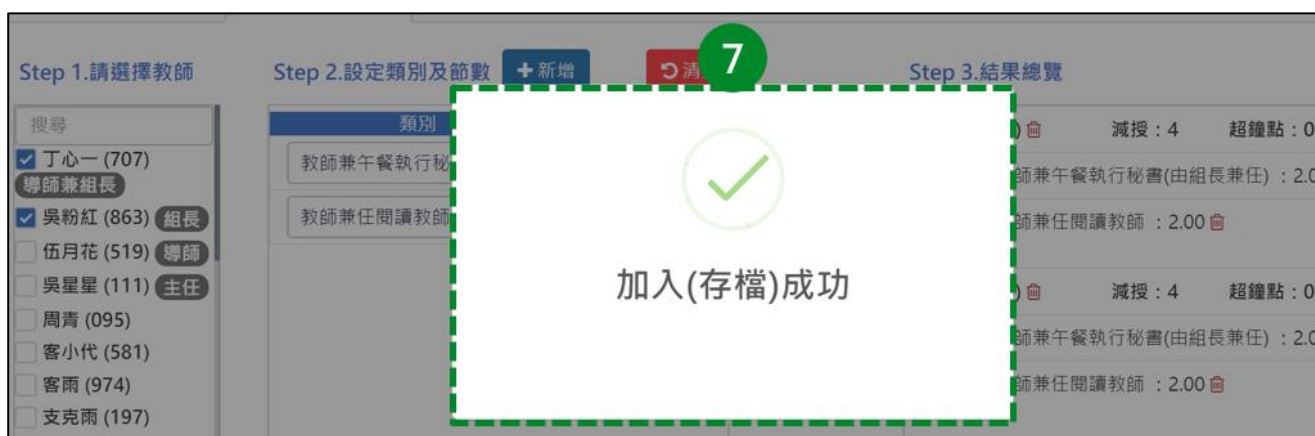 Step 1.請選擇教師
Step 2.設定類別及節數
新增
清
7
Step 3.結果總覽
搜尋
丁心一 (707)
導師兼組長
吳粉紅 (863) 組長
伍月花 (519) 導師
吳星星 (111) 主任
周青 (095)
客小代 (581)
客雨 (974)
支克雨 (197)
類別
教師兼午餐執行秘
教師兼任閱讀教師
加入(存檔)成功
) 減授：4 超鐘點：0
師兼午餐執行秘書(由組長兼任) ：2.0
師兼任閱讀教師 ：2.00
) 減授：4 超鐘點：0
師兼午餐執行秘書(由組長兼任) ：2.0
師兼任閱讀教師 ：2.00